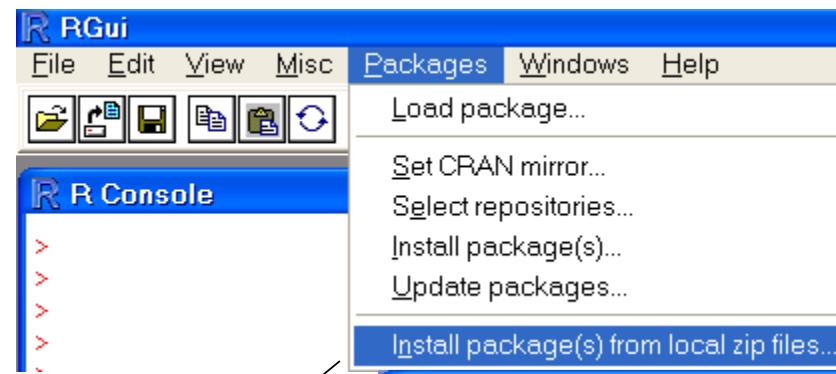 RGui
File Edit View Misc Packages Windows Help
Load package...
Set CRAN mirror...
Select repositories...
Install package(s)...
Update packages...
Install package(s) from local zip files...
R Console
>
>
>
>